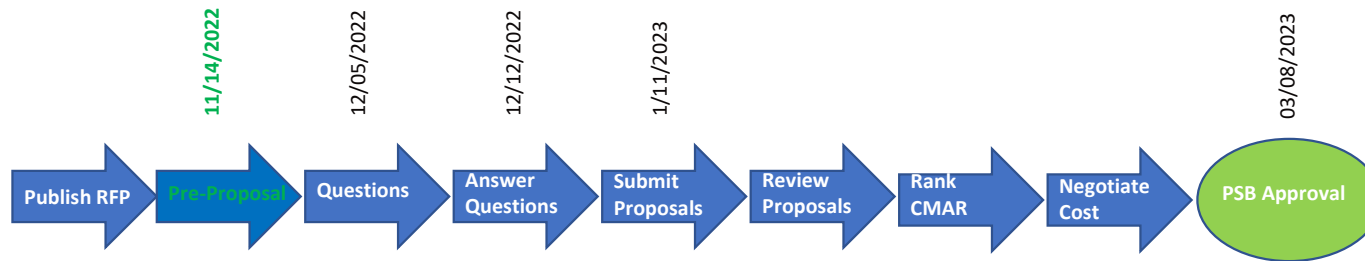 11/14/2022
12/05/2022
12/12/2022
1/11/2023
03/08/2023
Publish RFP
Pre-Proposal
Questions
Answer
Questions
Submit
Proposals
Review
Proposals
Rank
CMAR
Negotiate
Cost
PSB Approval